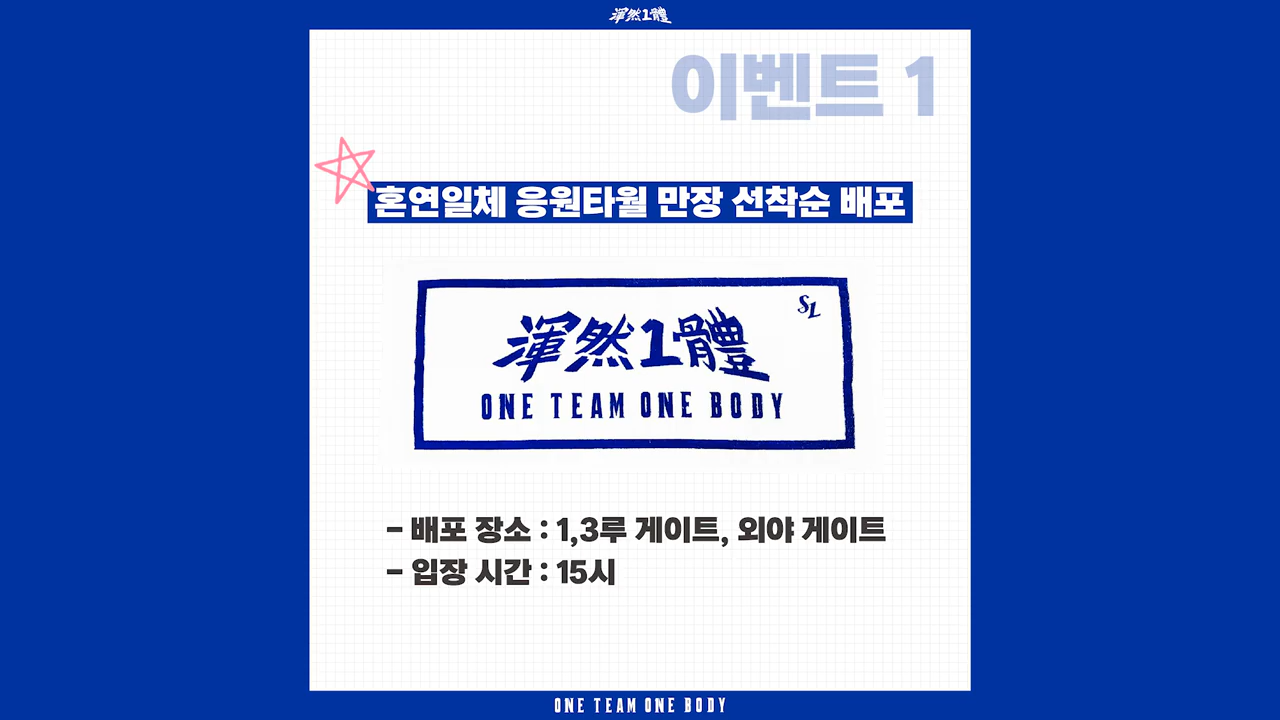 渾然1體
이벤트 1
혼연일체 응원타월 만장 선착순 배포
SL
渾然1體
ONE TEAM ONE BODY
- 배포 장소 : 1,3루 게이트, 외야 게이트
- 입장 시간 : 15시
ONE TEAM ONE BODY